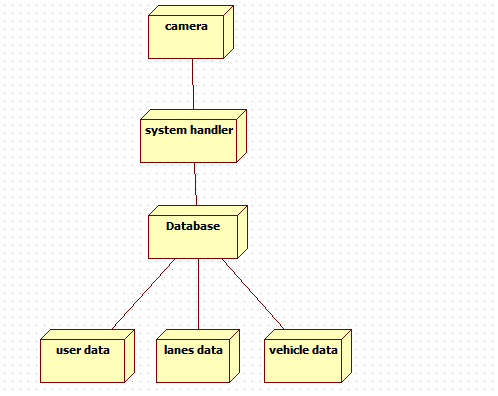 camera
system handler
Database
user data
lanes data
vehicle data